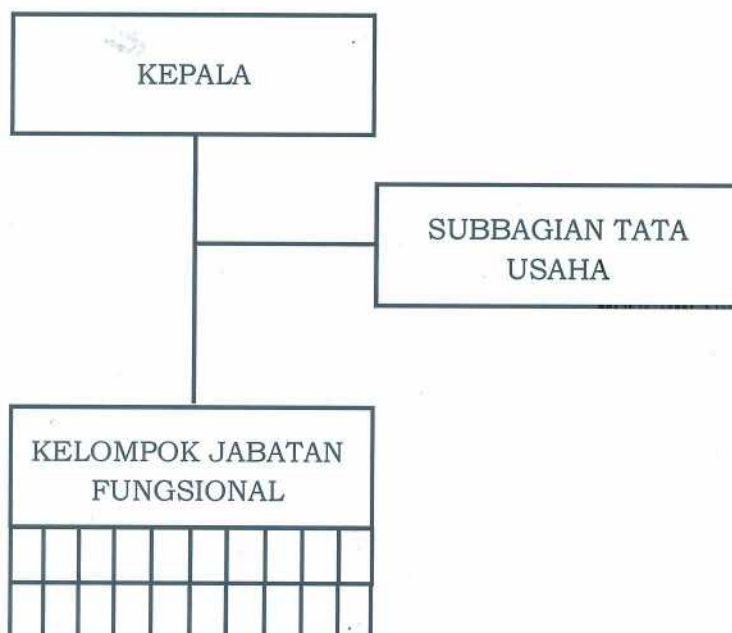 KEPALA
SUBBAGIAN TATA
USAHA
KELOMPOK JABATAN
FUNGSIONAL